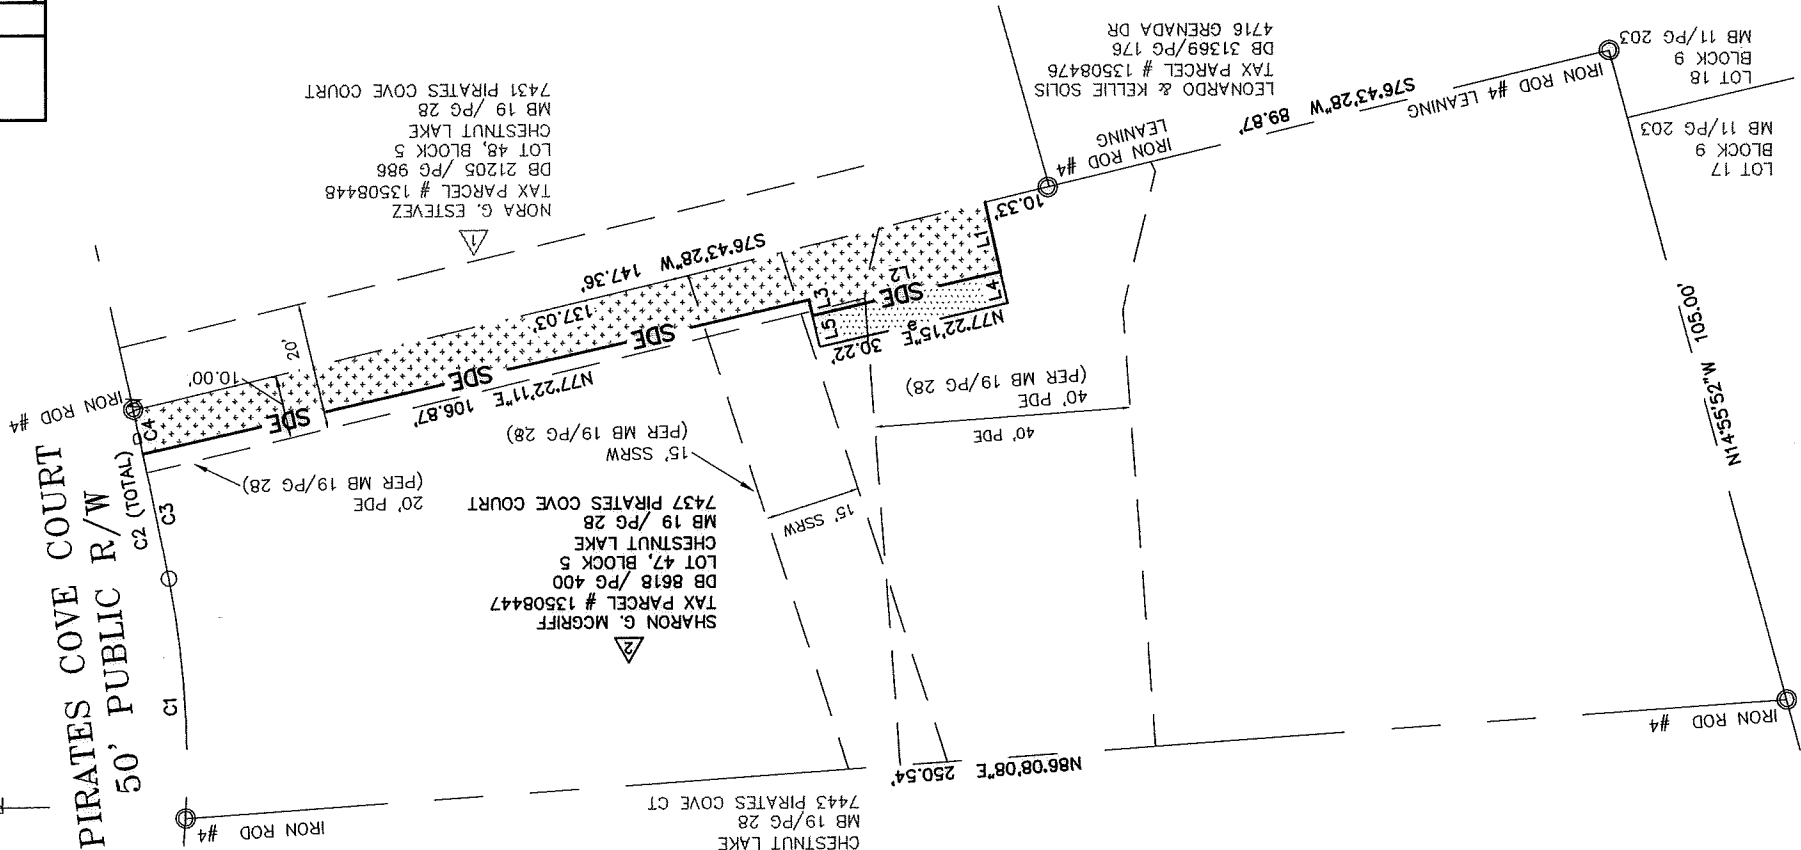 PIRATES COVE COURT
50' PUBLIC R/W
NORA G. ESTEVEZ
TAX PARCEL # 13508448
DB 21205 /PG 986
LOT 48, BLOCK 5
CHESTNUT LAKE
MB 19 /PG 28
7431 PIRATES COVE COURT
1
LEONARDO & KELLIE SOLIS
TAX PARCEL # 13508476
DB 31369/PG 176
4716 GRENADA DR
LOT 18
BLOCK 9
MB 11/PG 203
LOT 17
BLOCK 9
MB 11/PG 203
IRON ROD #4 LEANING
S76°43'28"W 89.87'
IRON ROD #4
LEANING
10.33'
L1
L2
L3
L4
L5
SDE
N77°22'15"E
30.22'
S76°43'28"W 147.36'
137.03'
SDE
SDE
SDE
N77°22'11"E 106.87'
20'
10.00'
IRON ROD #4
C4
C2 (TOTAL)
C3
C1
20' PDE
(PER MB 19/PG 28)
15' SSRW
(PER MB 19/PG 28)
15' SSRW
40' PDE
(PER MB 19/PG 28)
40' PDE
2
SHARON G. MCGRIFF
TAX PARCEL # 13508447
DB 8618 /PG 400
LOT 47, BLOCK 5
CHESTNUT LAKE
MB 19 /PG 28
7437 PIRATES COVE COURT
N14°55'52"W 105.00'
IRON ROD #4
N86°08'08"E 250.54'
IRON ROD #4
CHESTNUT LAKE
MB 19/PG 28
7443 PIRATES COVE CT